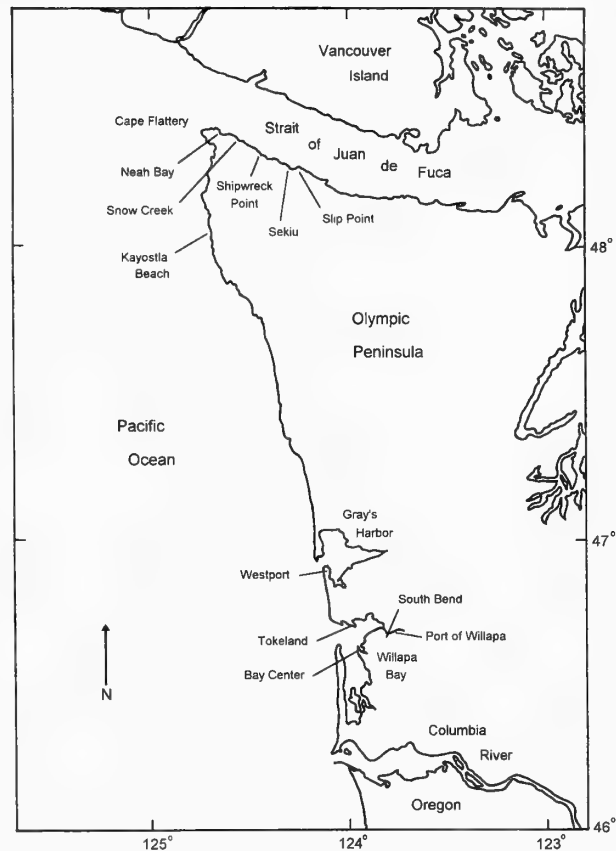 Vancouver
Island
Cape Flattery
Strait
of
Juan
de
Fuca
Neah Bay
Shipwreck
Point
Snow Creek
Slip Point
Sekiu
48°
Kayostla
Beach
Olympic
Peninsula
Pacific
Ocean
Gray's
Harbor
47°
Westport
South Bend
Tokeland
Port of Willapa
Bay Center
Willapa
Bay
N
Columbia
River
Oregon
46°
125°
124°
123°